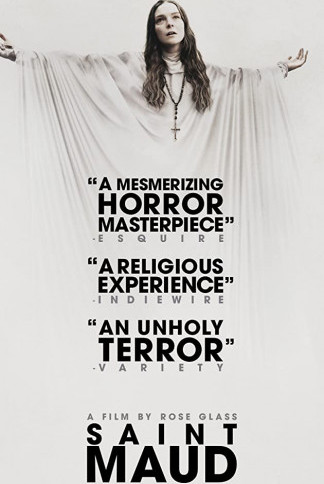 “A MESMERIZING
HORROR
MASTERPIECE”
-ESQUIRE
“A RELIGIOUS
EXPERIENCE”
-INDIEWIRE
“AN UNHOLY
TERROR”
-VARIETY
A FILM BY ROSE GLASS
SAINT
MAUD